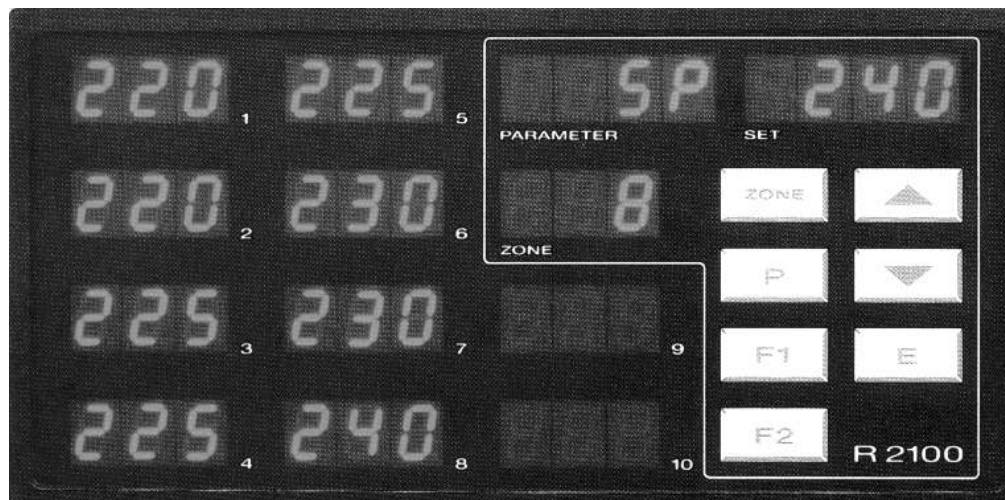 220 1 225 5 SP 240
PARAMETER SET
220 2 230 6 8 ZONE
ZONE
225 3 230 7 P
9 F1 E
225 4 240 8 10 F2 R 2100